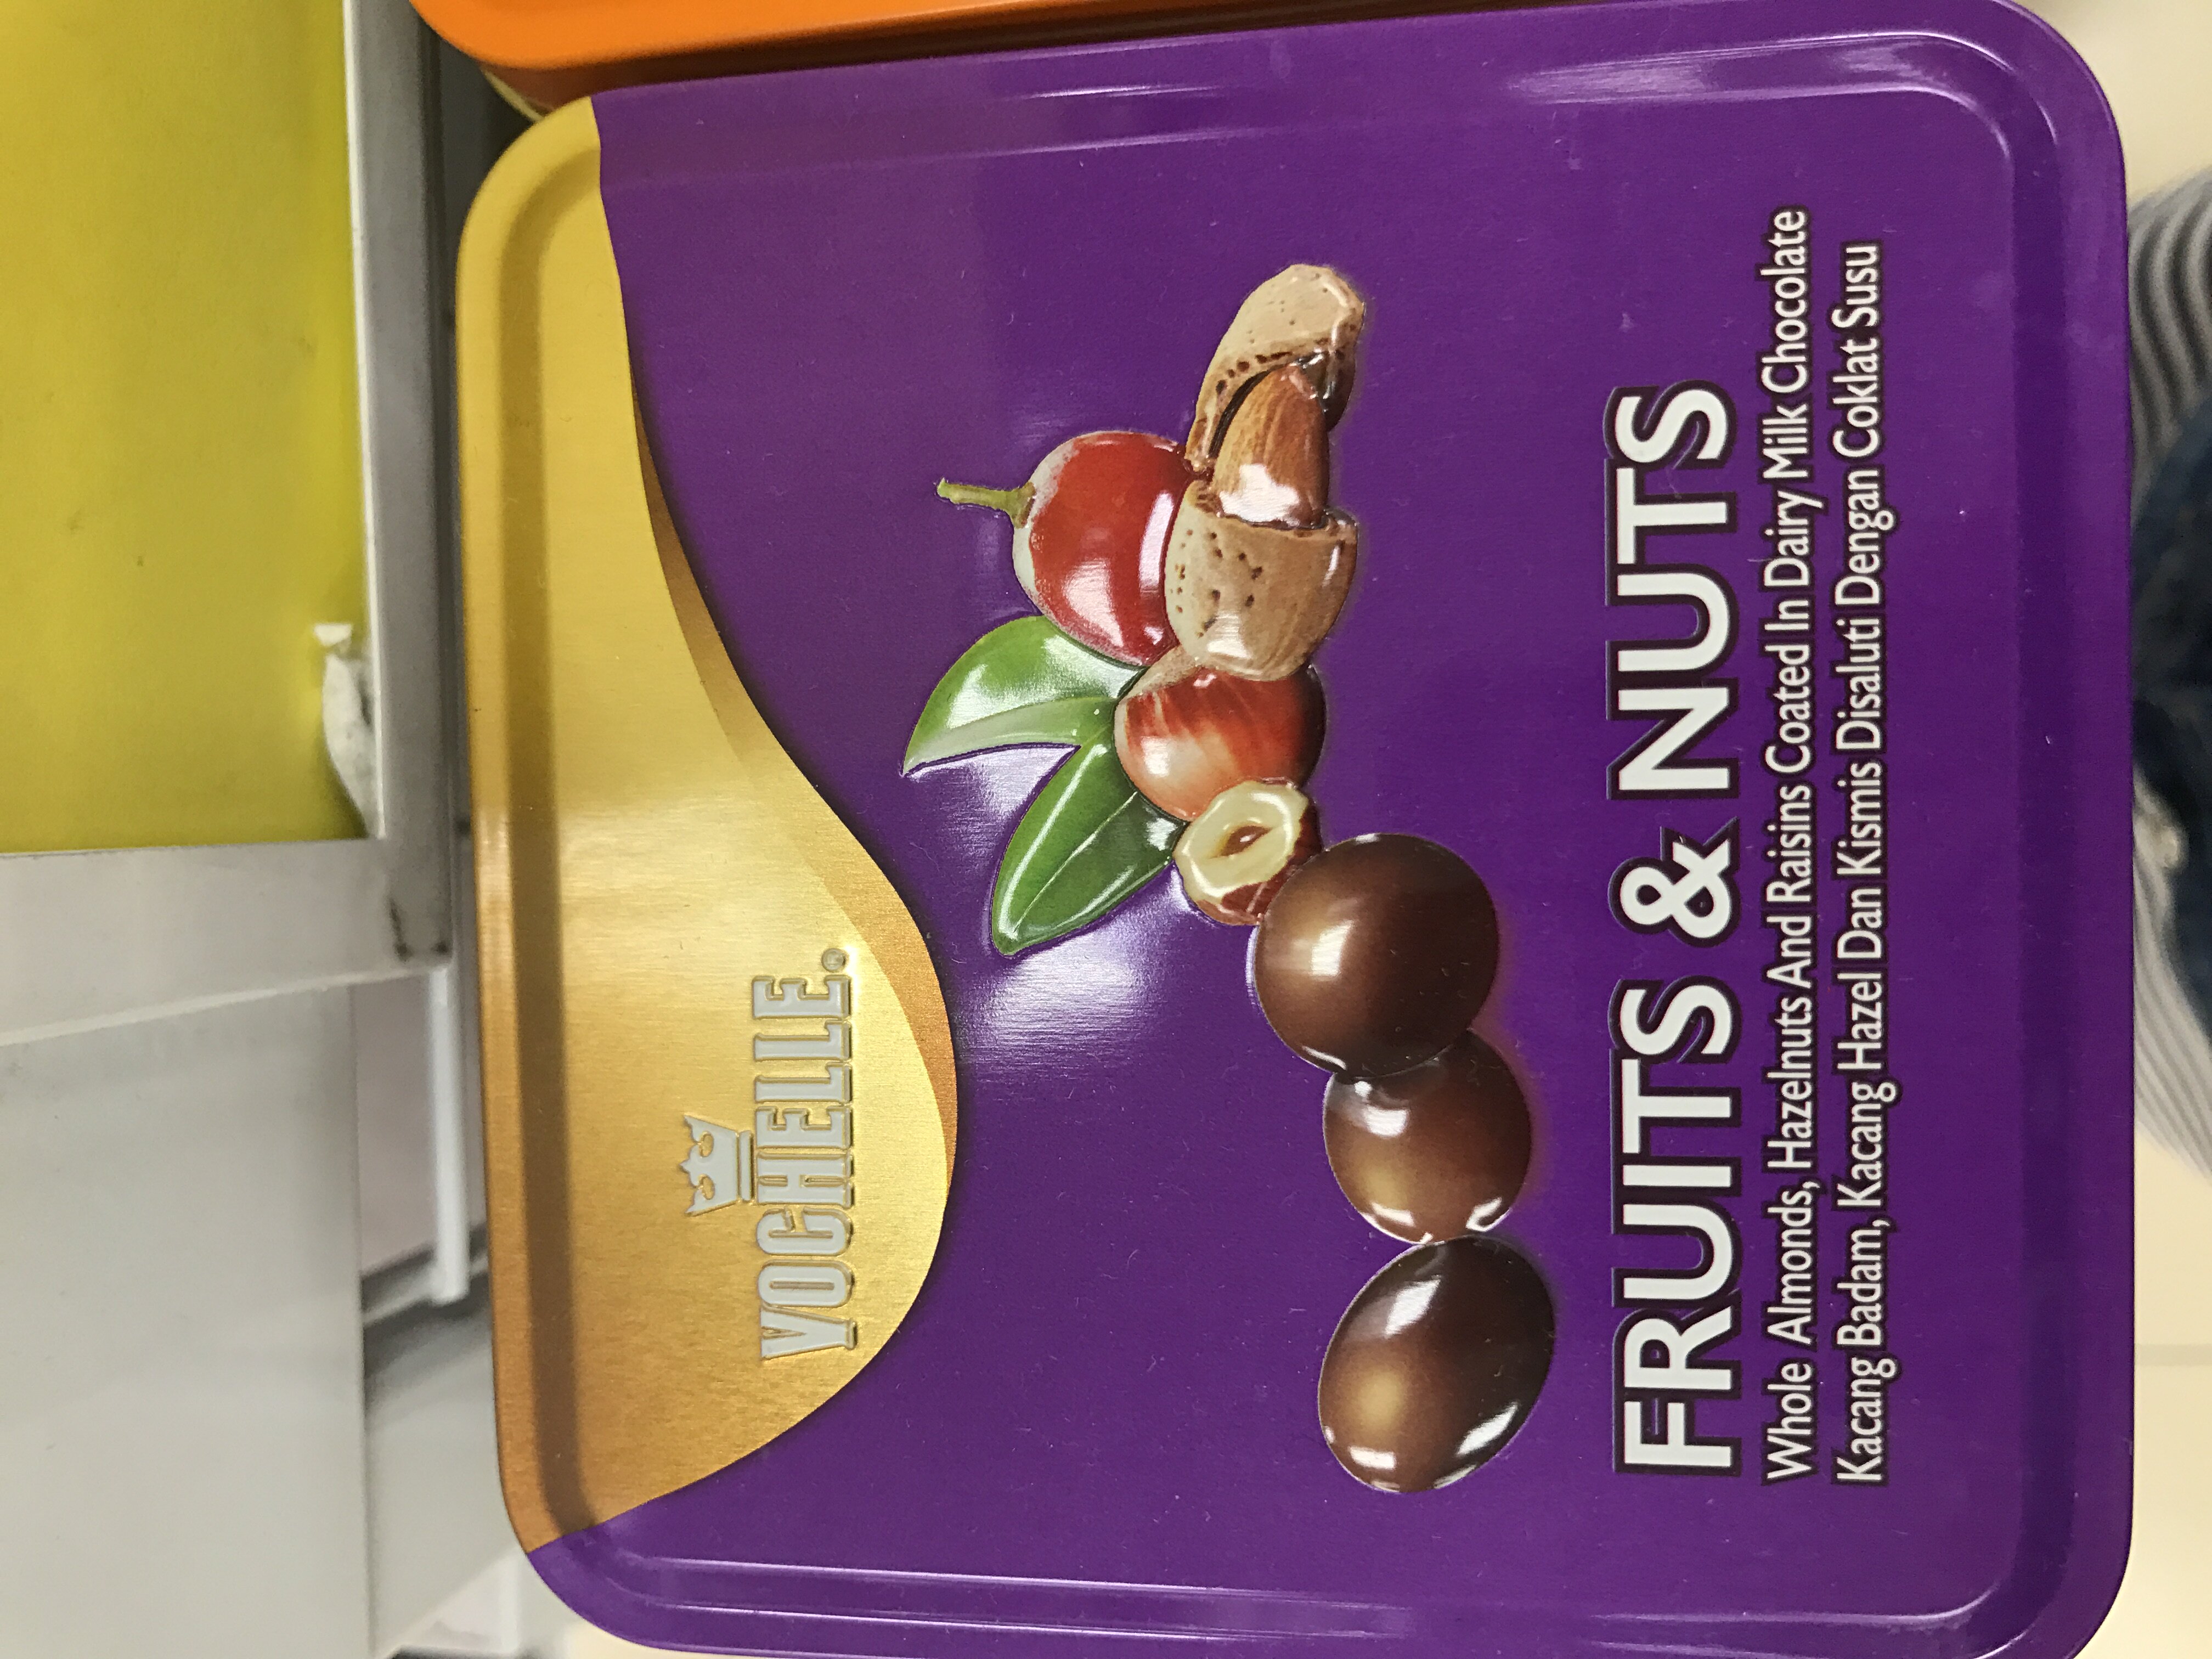 VOCHELLE®
FRUITS & NUTS
Whole Almonds, Hazelnuts And Raisins Coated In Dairy Milk Chocolate
Kacang Badam, Kacang Hazel Dan Kismis Disaluti Dengan Coklat Susu